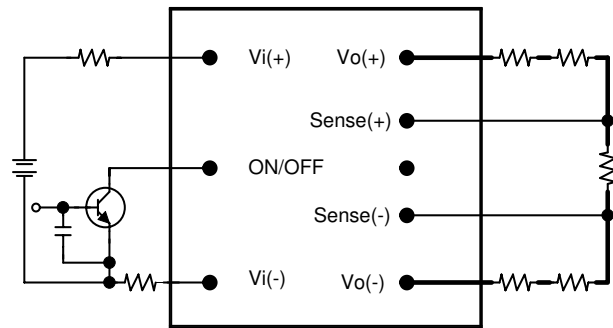 Vi(+) Vo(+)
Sense(+)
ON/OFF
Sense(-)
Vi(-) Vo(-)